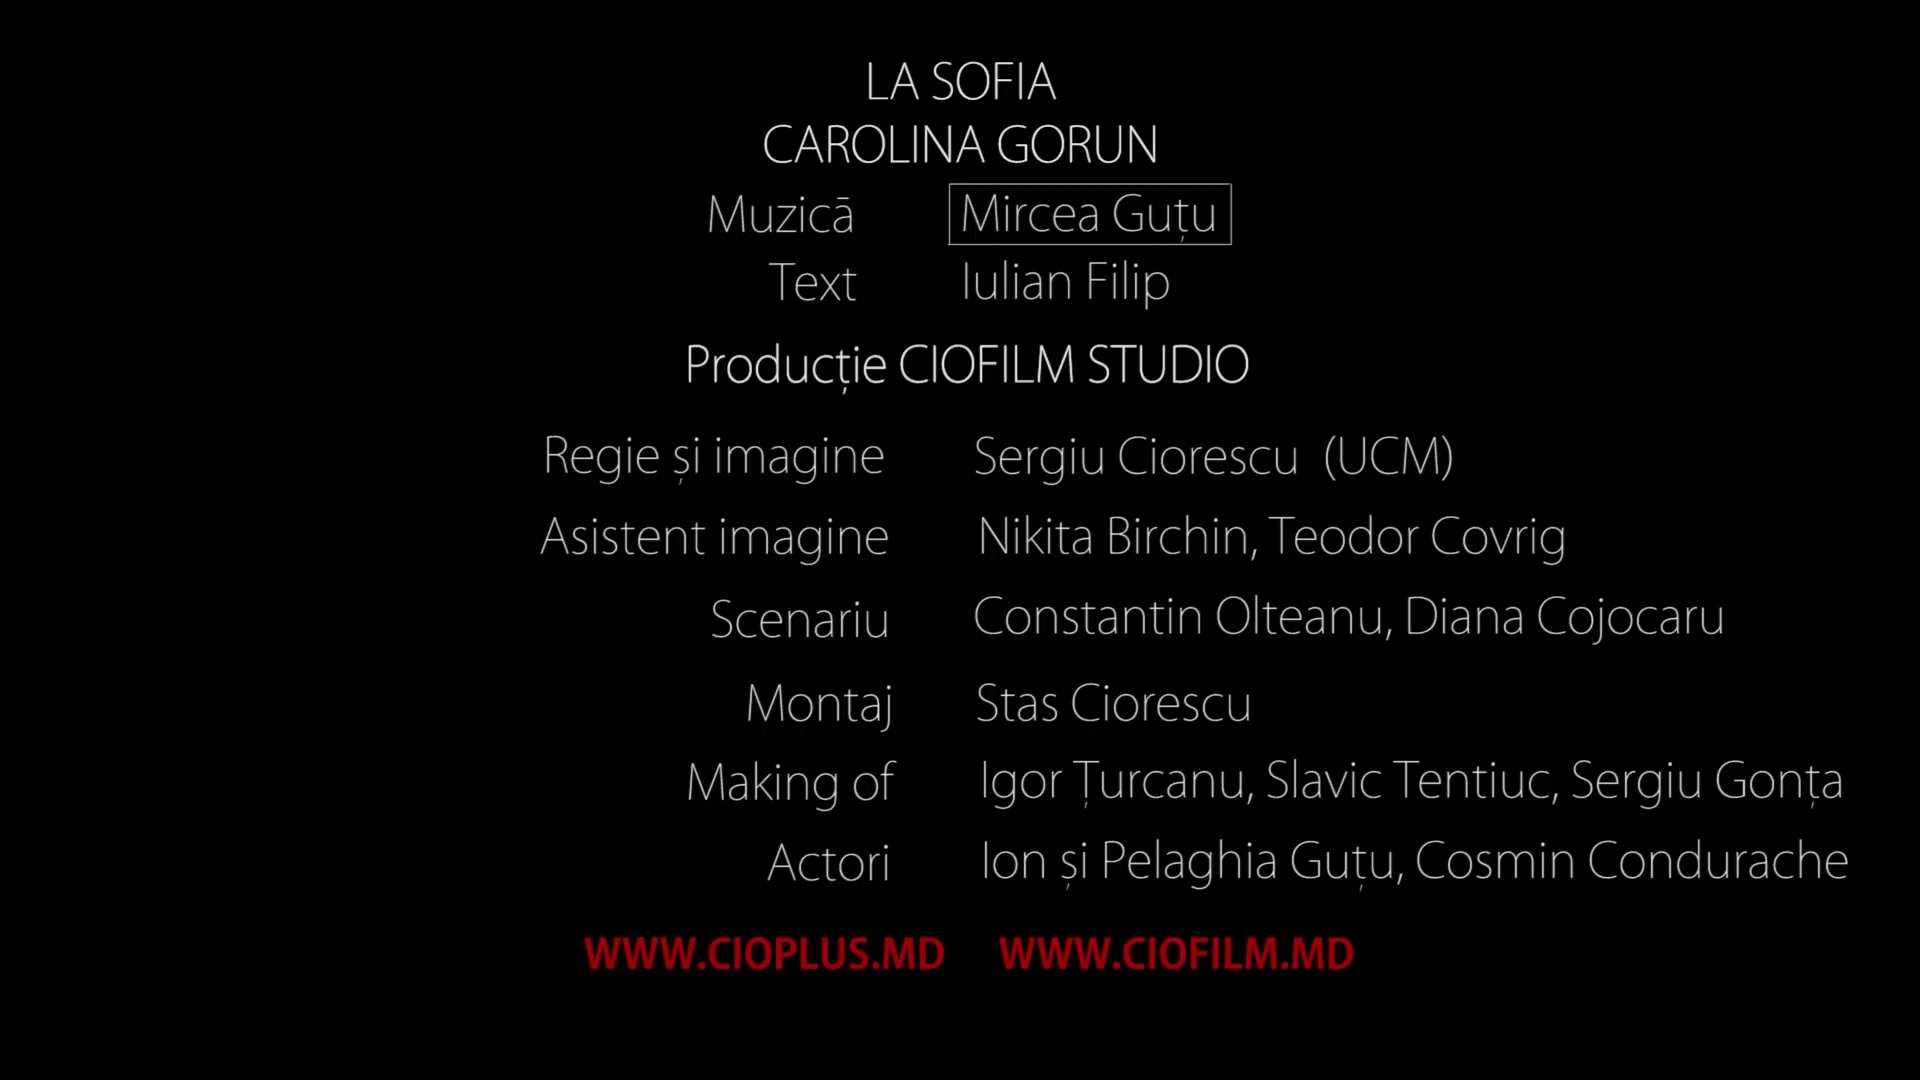 LA SOFIA
CAROLINA GORUN
Muzicā Mircea Guțu
Text Iulian Filip
Producție CIOFILM STUDIO
Regie și imagine Sergiu Ciorescu (UCM)
Asistent imagine Nikita Birchin, Teodor Covrig
Scenariu Constantin Olteanu, Diana Cojocaru
Montaj Stas Ciorescu
Making of Igor Țurcanu, Slavic Tentiuc, Sergiu Gonța
Actori Ion și Pelaghia Guțu, Cosmin Condurache
WWW.CIOPLUS.MD WWW.CIOFILM.MD